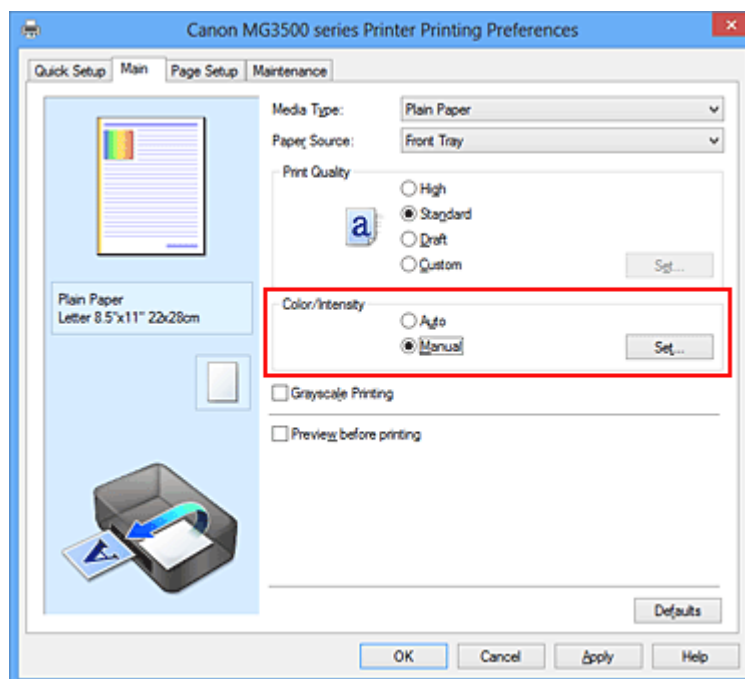 Canon MG3500 series Printer Printing Preferences
Quick Setup Main Page Setup Maintenance
Media Type: Plain Paper
Paper Source: Front Tray
Print Quality
High
Standard
Draft
Custom Set...
Plain Paper
Letter 8.5"x11" 22x28cm
Color/Intensity
Auto
Manual Set...
Grayscale Printing
Preview before printing
Defaults
OK Cancel Apply Help